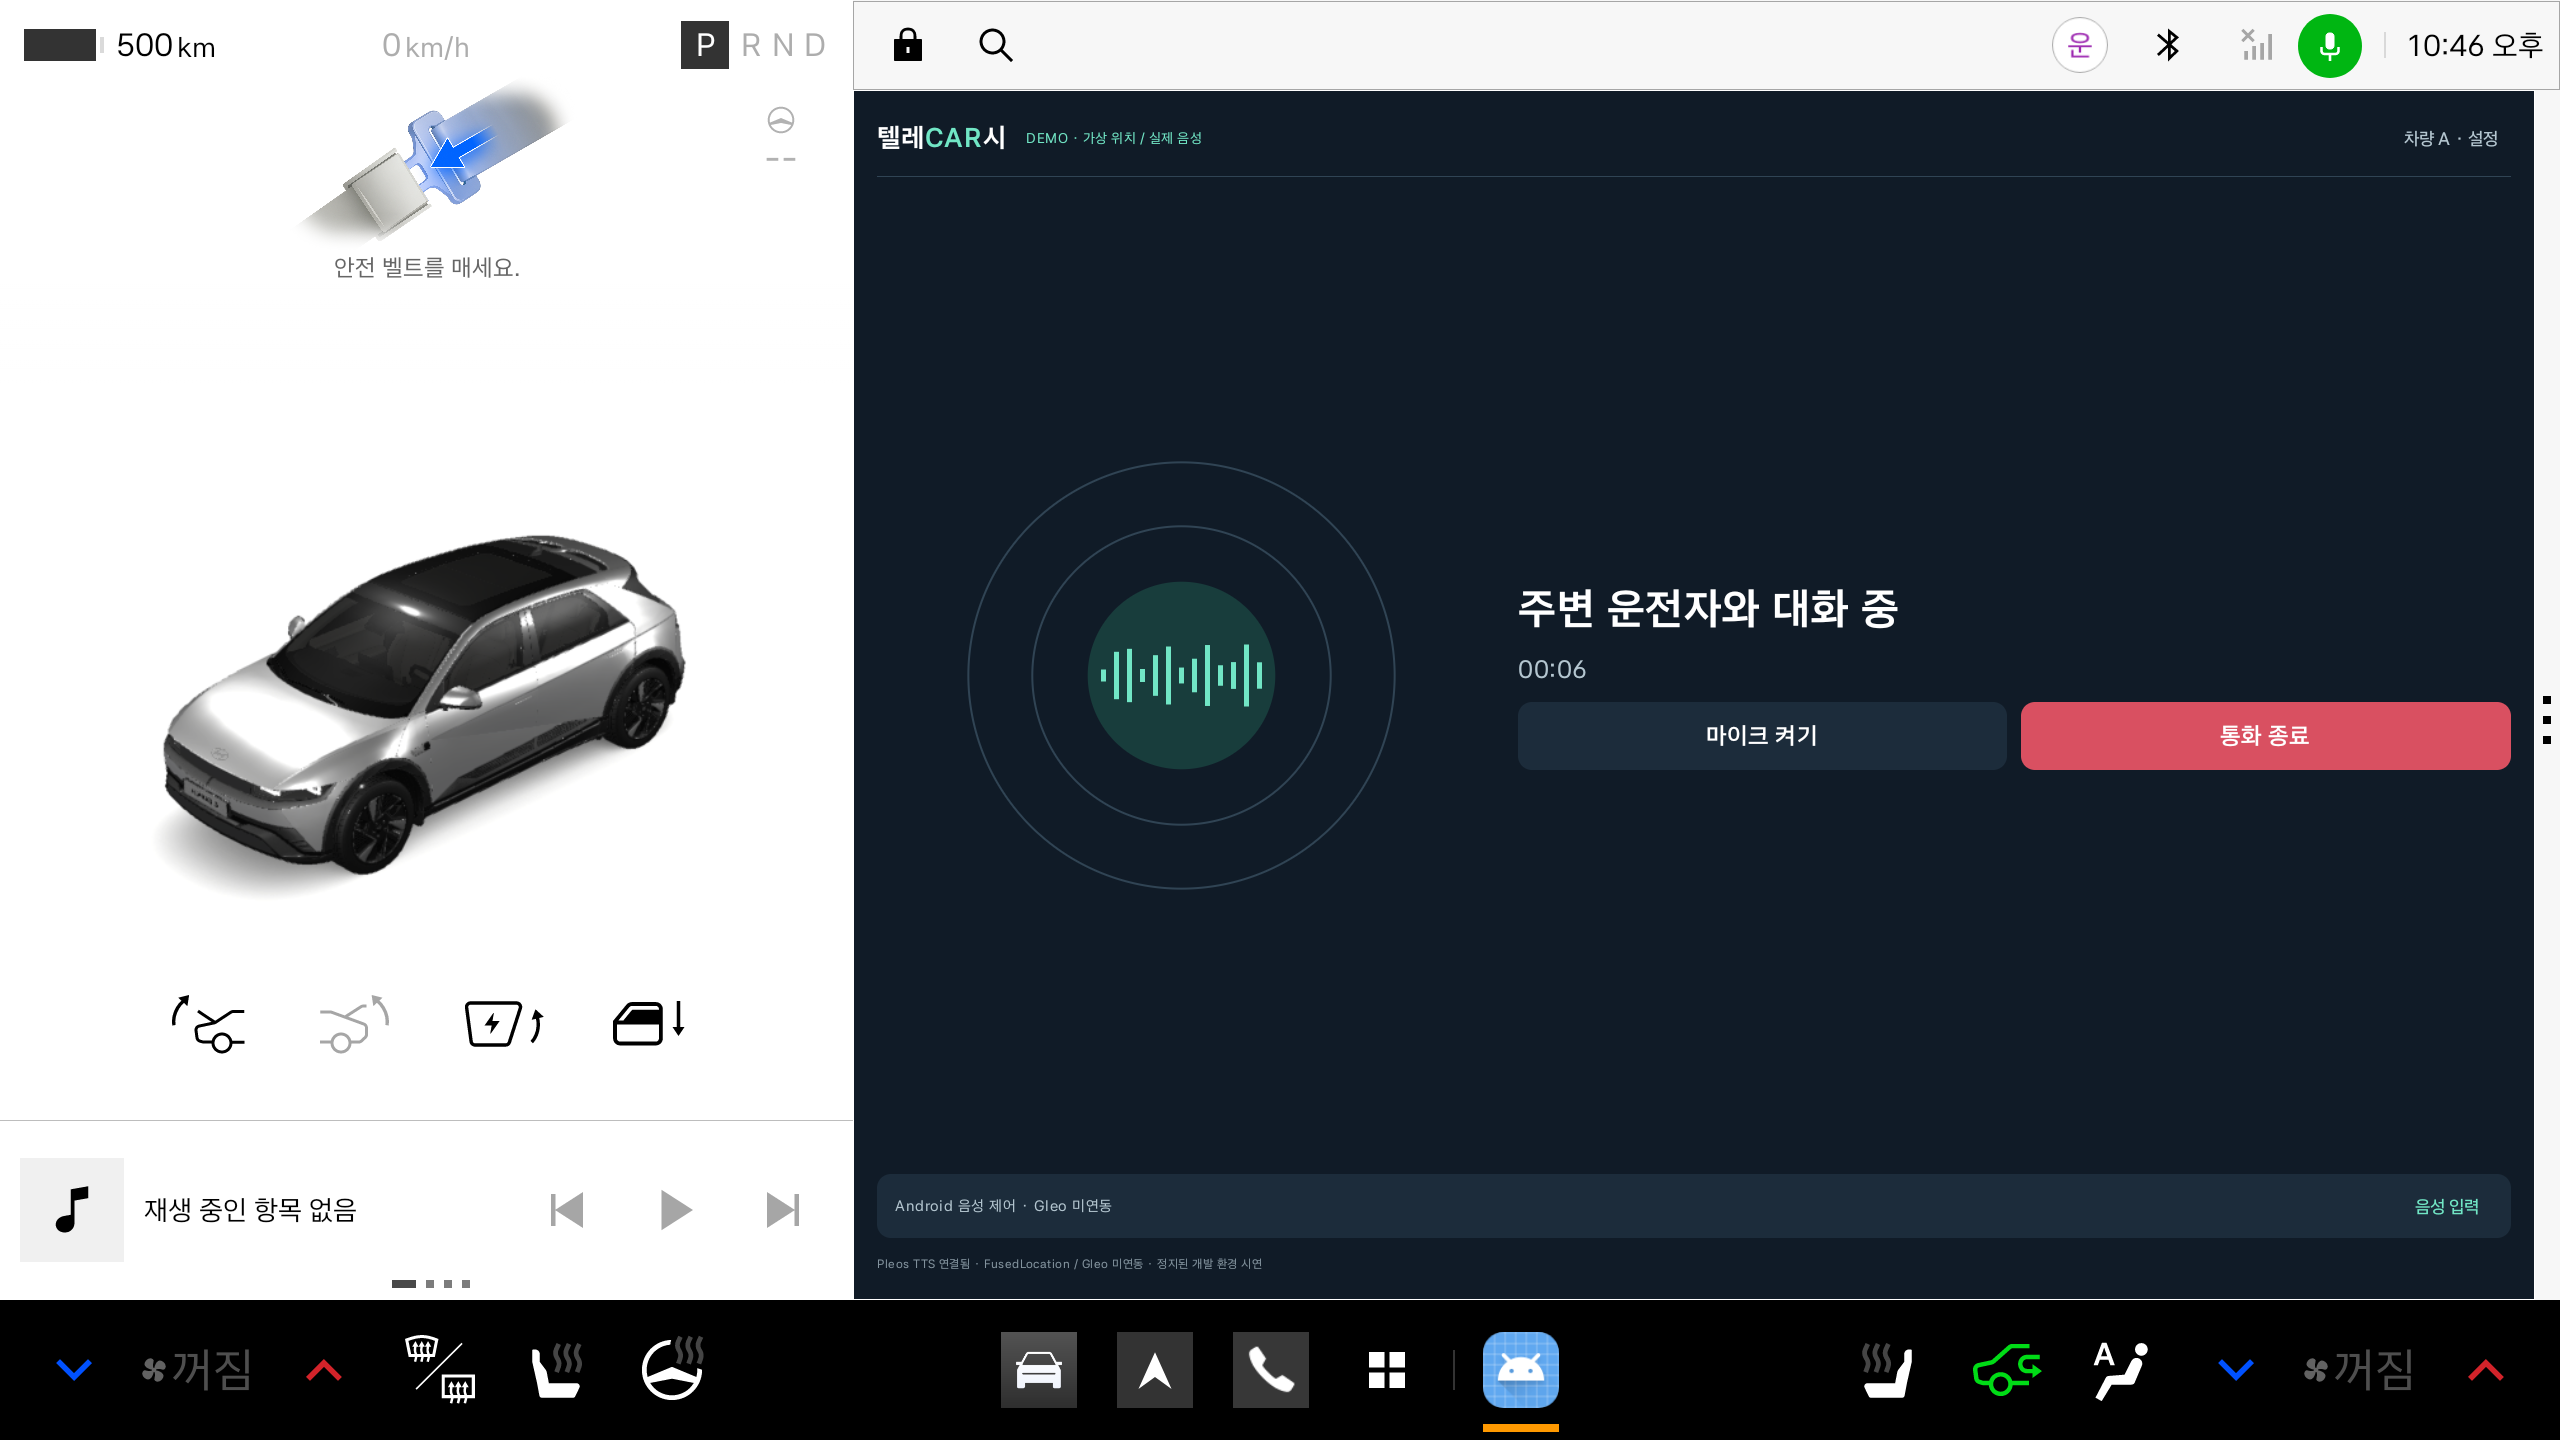 500 km
0 km/h
P R N D
안전 벨트를 매세요.
재생 중인 항목 없음
운
10:46 오후
텔레CAR시
DEMO · 가상 위치 / 실제 음성
차량 A · 설정
주변 운전자와 대화 중
00:06
마이크 켜기
통화 종료
Android 음성 제어 · Gleo 미연동
음성 입력
Pleos TTS 연결됨 · FusedLocation / Gleo 미연동 · 정지된 개발 환경 시연
꺼짐
A
꺼짐